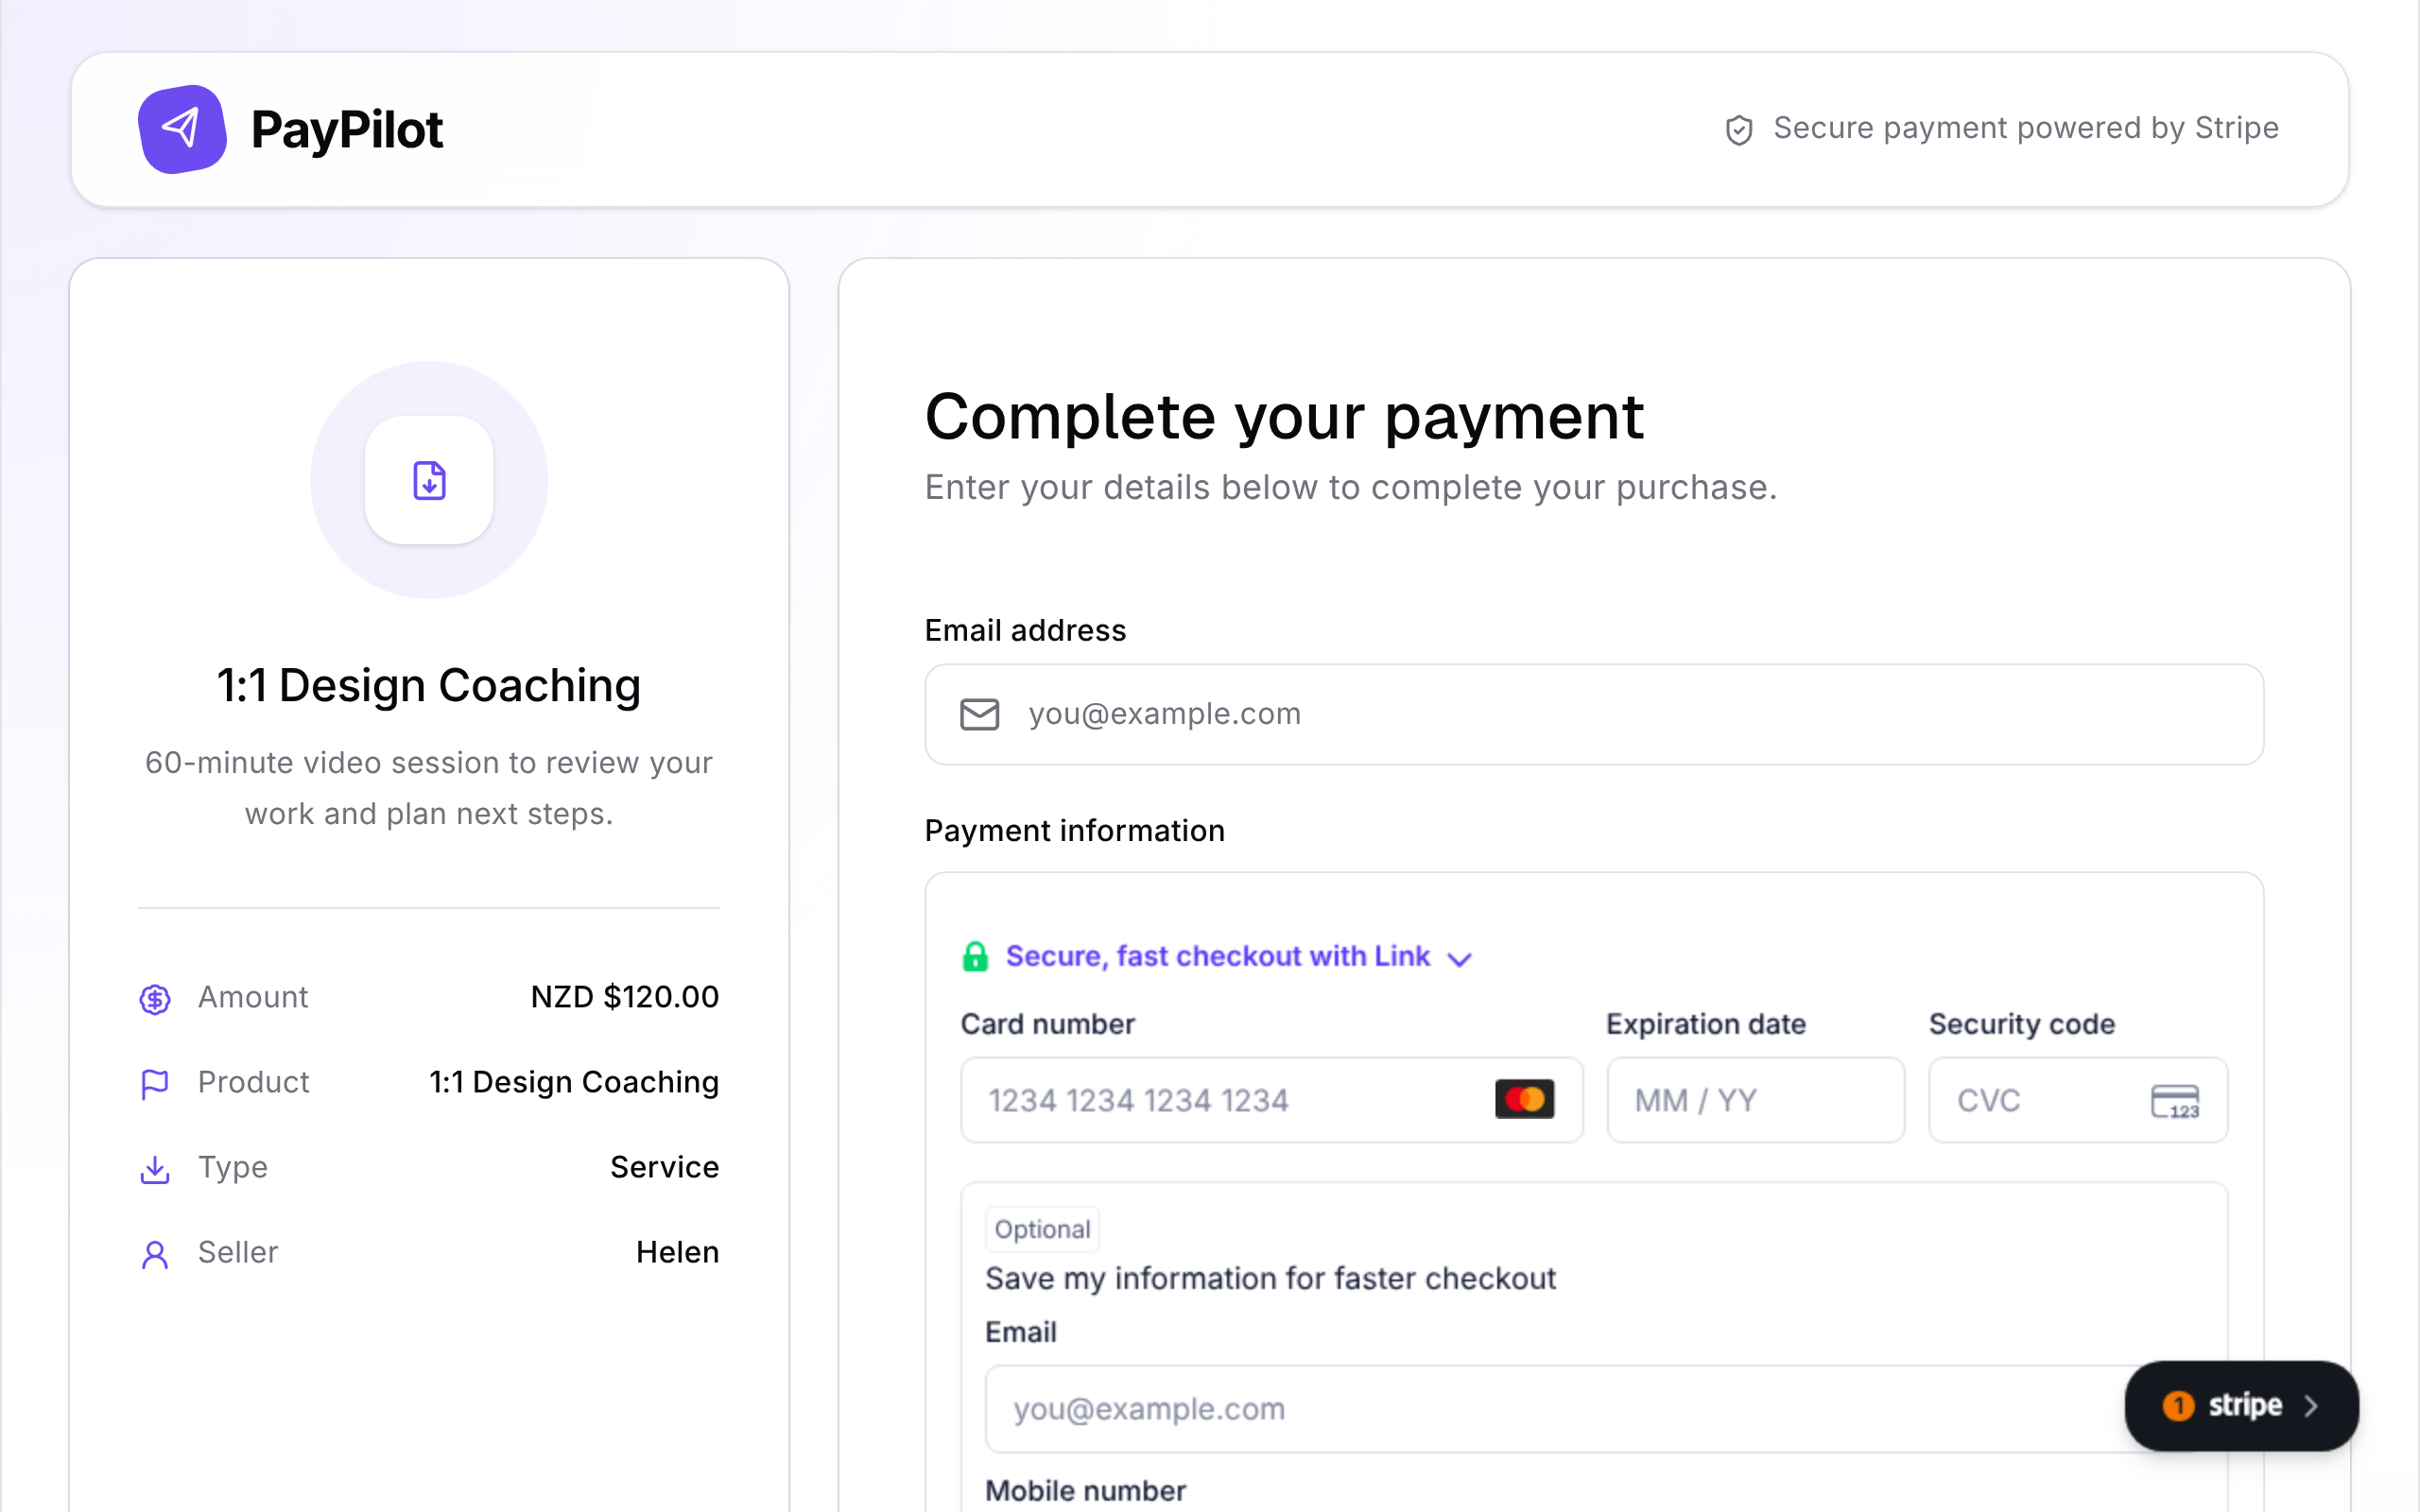 PayPilot
Secure payment powered by Stripe
1:1 Design Coaching
60-minute video session to review your
work and plan next steps.
Amount NZD $120.00
Product 1:1 Design Coaching
Type Service
Seller Helen
Complete your payment
Enter your details below to complete your purchase.
Email address
you@example.com
Payment information
Secure, fast checkout with Link
Card number Expiration date Security code
1234 1234 1234 1234 MM / YY CVC 123
Optional
Save my information for faster checkout
Email
you@example.com
1 stripe
Mobile number